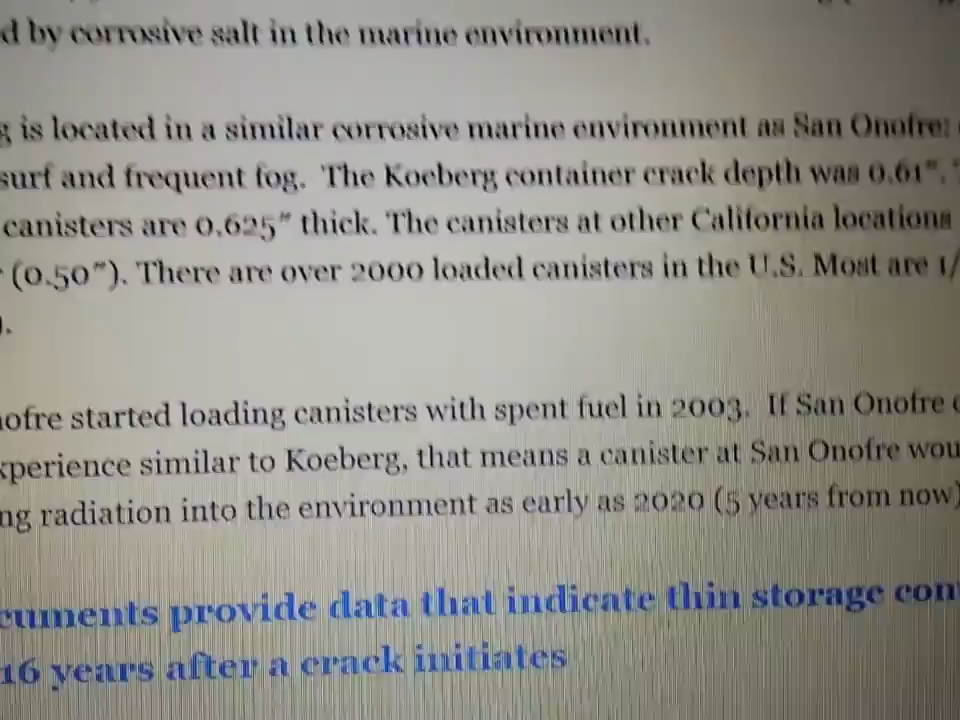 d by corrosive salt in the marine environment.
g is located in a similar corrosive marine environment as San Onofre:
surf and frequent fog. The Koeberg container crack depth was 0.61".
canisters are 0.625" thick. The canisters at other California locations
(0.50"). There are over 2000 loaded canisters in the U.S. Most are 1/
).
nofre started loading canisters with spent fuel in 2003. If San Onofre c
xperience similar to Koeberg, that means a canister at San Onofre wou
ng radiation into the environment as early as 2020 (5 years from now)
cuments provide data that indicate thin storage con
16 years after a crack initiates